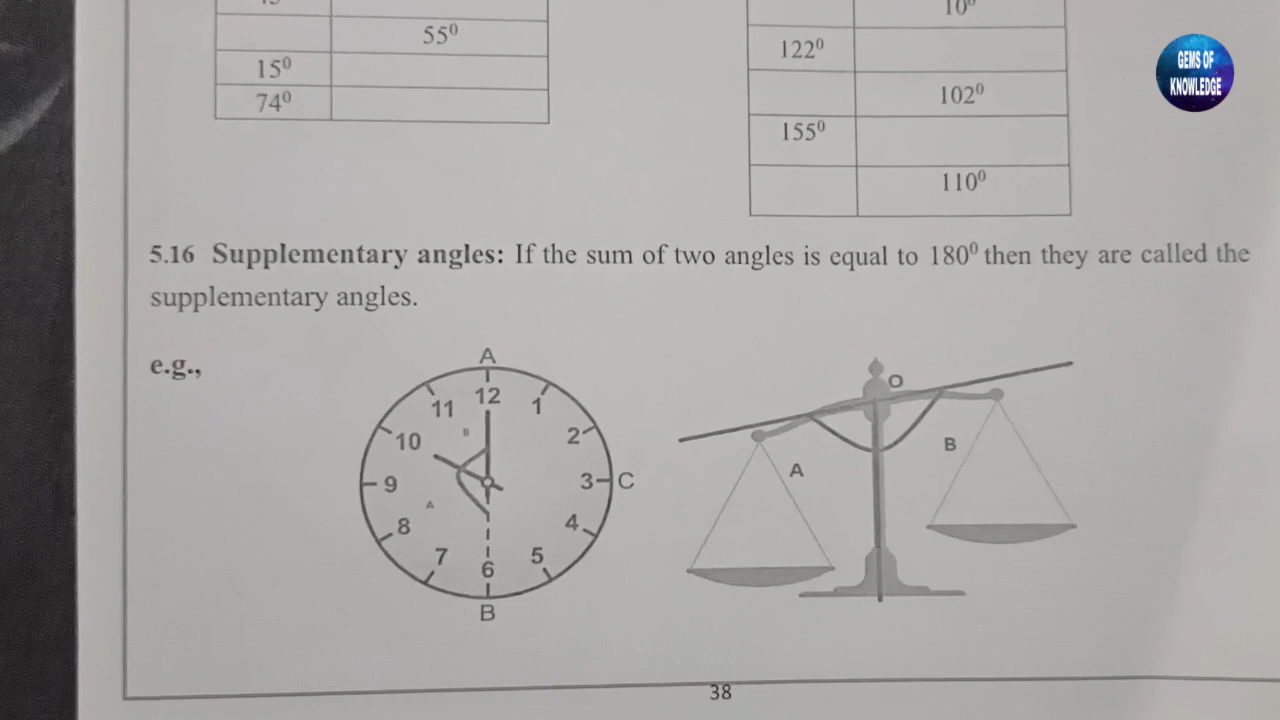 55⁰
15⁰
74⁰
10⁰
122⁰
102⁰
155⁰
110⁰
GEMS OF
KNOWLEDGE
5.16 Supplementary angles: If the sum of two angles is equal to 180⁰ then they are called the
supplementary angles.
e.g.,
A
12
11
1
B
10
2
9
3
C
A
8
4
7
5
6
B
O
A
B
38